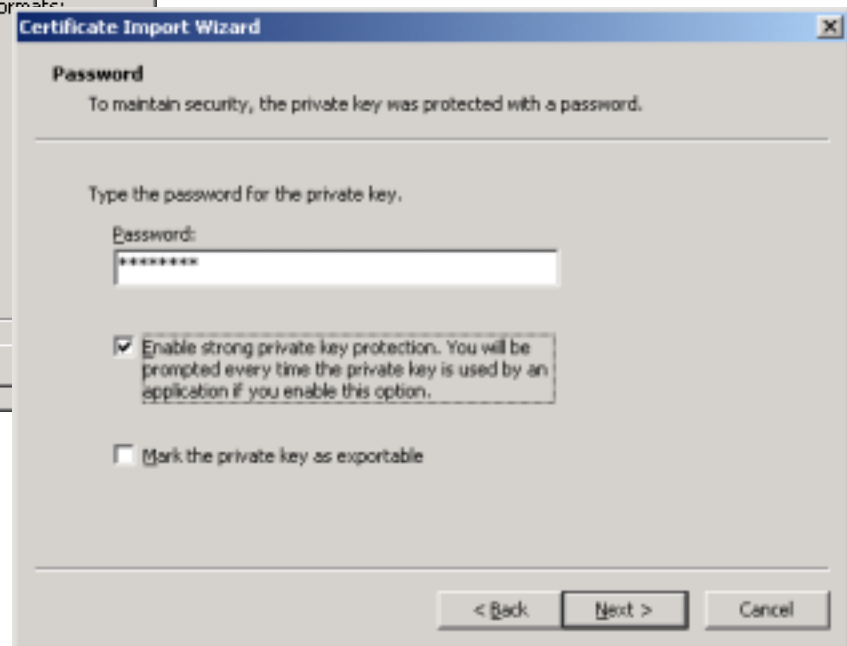 ormats:
Certificate Import Wizard
Password
To maintain security, the private key was protected with a password.
Type the password for the private key.
Password:
********
Enable strong private key protection. You will be
prompted every time the private key is used by an
application if you enable this option.
Mark the private key as exportable
< Back
Next >
Cancel